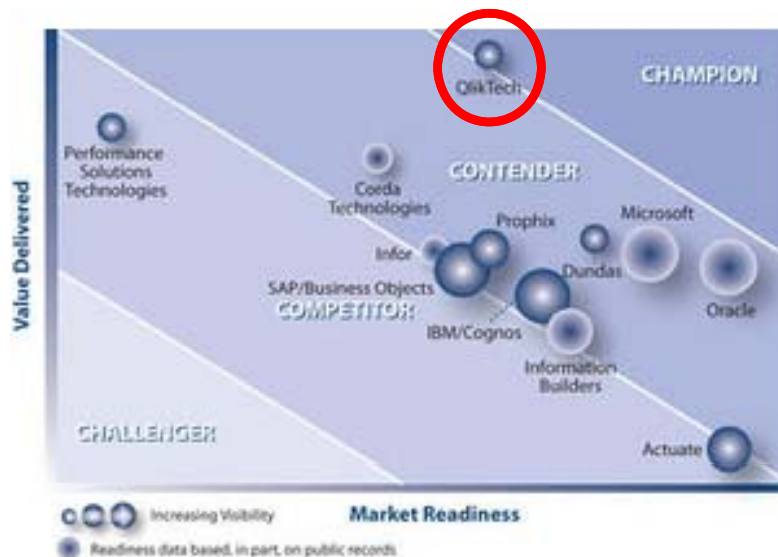 QlikTech
CHAMPION
Performance
Solutions
Technologies
Corda
Technologies
CONTENDER
Microsoft
Prophix
Infor
Dundas
SAP/Business Objects
Oracle
COMPETITOR
IBM/Cognos
Information
Builders
CHALLENGER
Actuate
Value Delivered
Increasing Visibility
Market Readiness
Readiness data based, in part, on public records